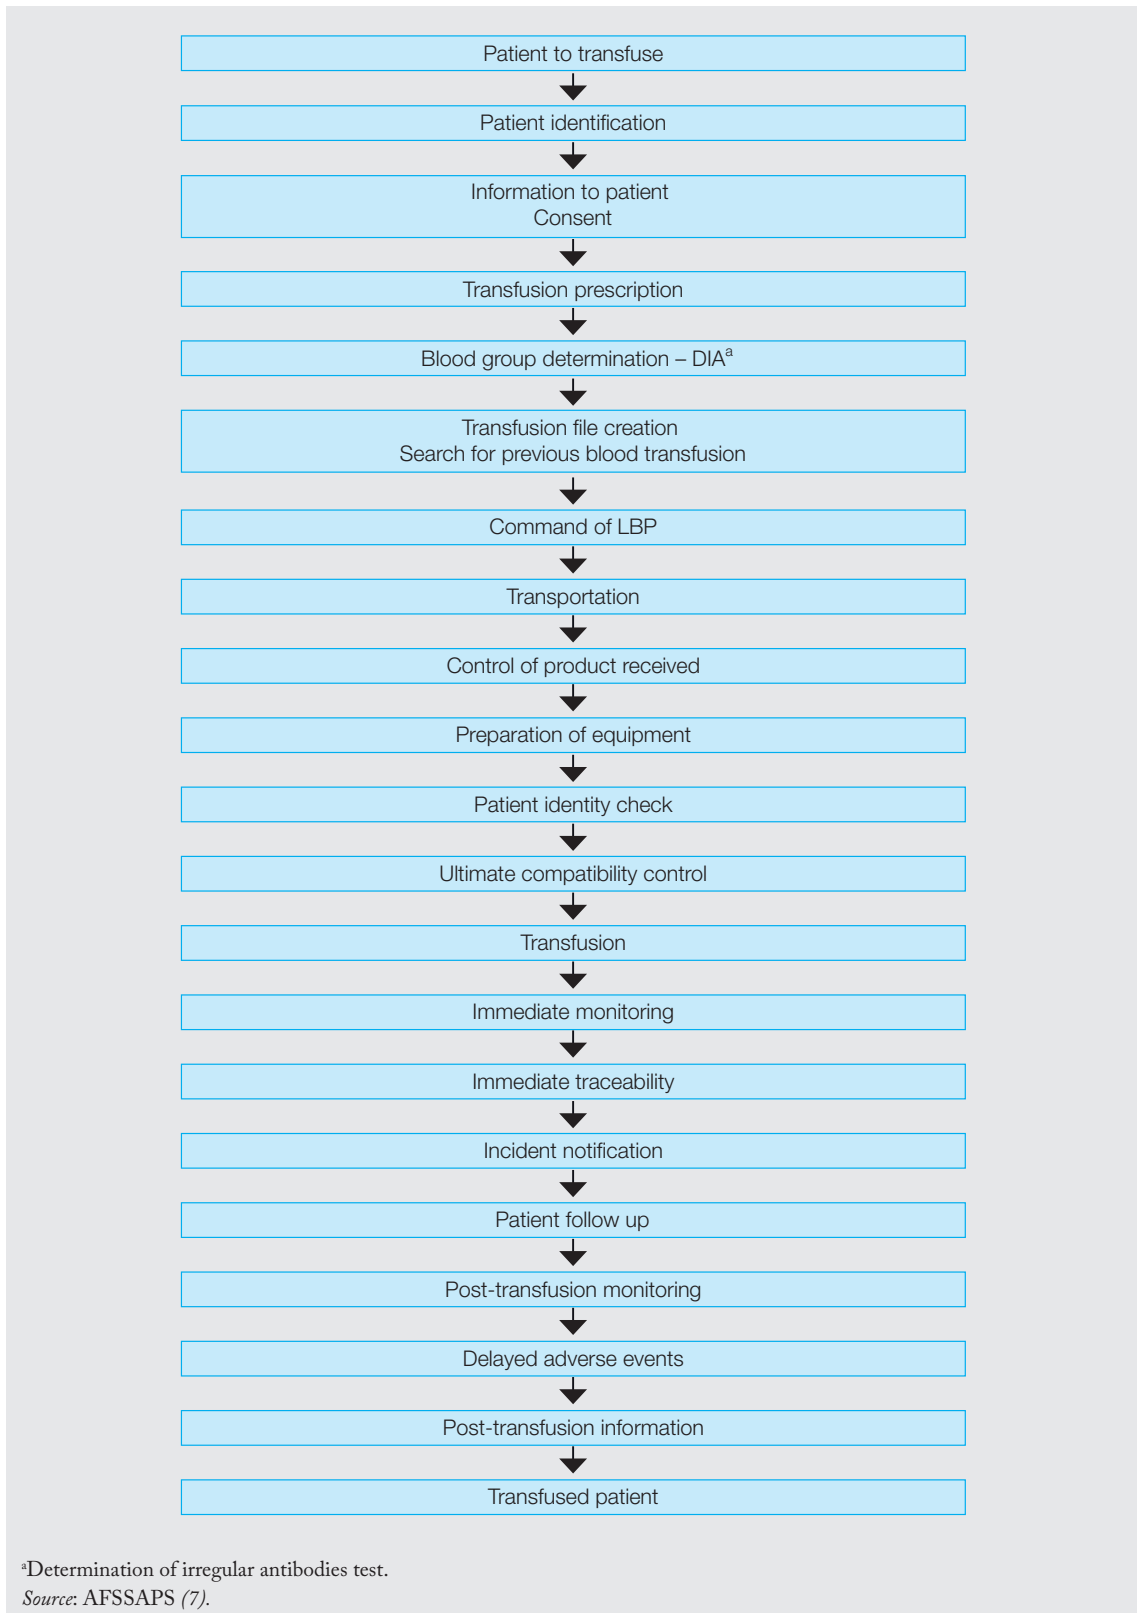 Patient to transfuse
Patient identification
Information to patient
Consent
Transfusion prescription
Blood group determination – DIAa
Transfusion file creation
Search for previous blood transfusion
Command of LBP
Transportation
Control of product received
Preparation of equipment
Patient identity check
Ultimate compatibility control
Transfusion
Immediate monitoring
Immediate traceability
Incident notification
Patient follow up
Post-transfusion monitoring
Delayed adverse events
Post-transfusion information
Transfused patient
aDetermination of irregular antibodies test.
Source: AFSSAPS (7).